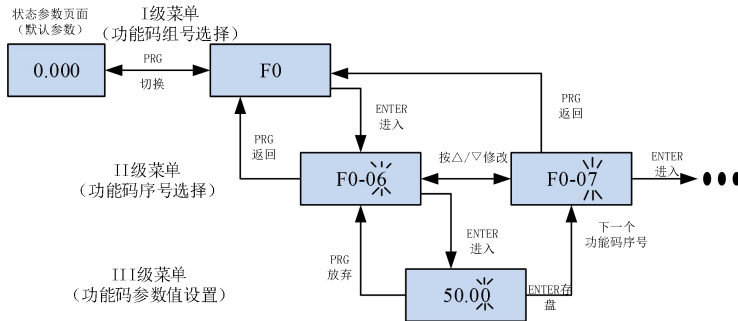 状态参数页面
（默认参数）
I级菜单
（功能码组号选择）
0.000
PRG
切换
F0
ENTER
进入
PRG
返回
PRG
返回
II级菜单
（功能码序号选择）
F0-06
按△/▽修改
F0-07
ENTER
进入
ENTER
进入
下一个
功能码序号
III级菜单
（功能码参数值设置）
PRG
放弃
50.00
ENTER存
盘